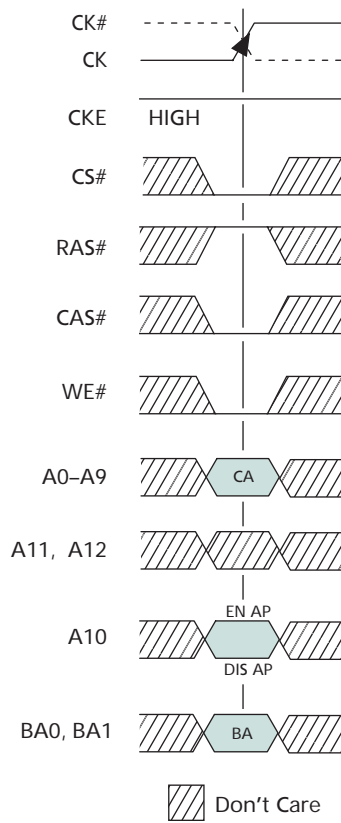 CK#
CK
CKE HIGH
CS#
RAS#
CAS#
WE#
A0–A9 CA
A11, A12
EN AP
A10
DIS AP
BA0, BA1 BA
Don't Care